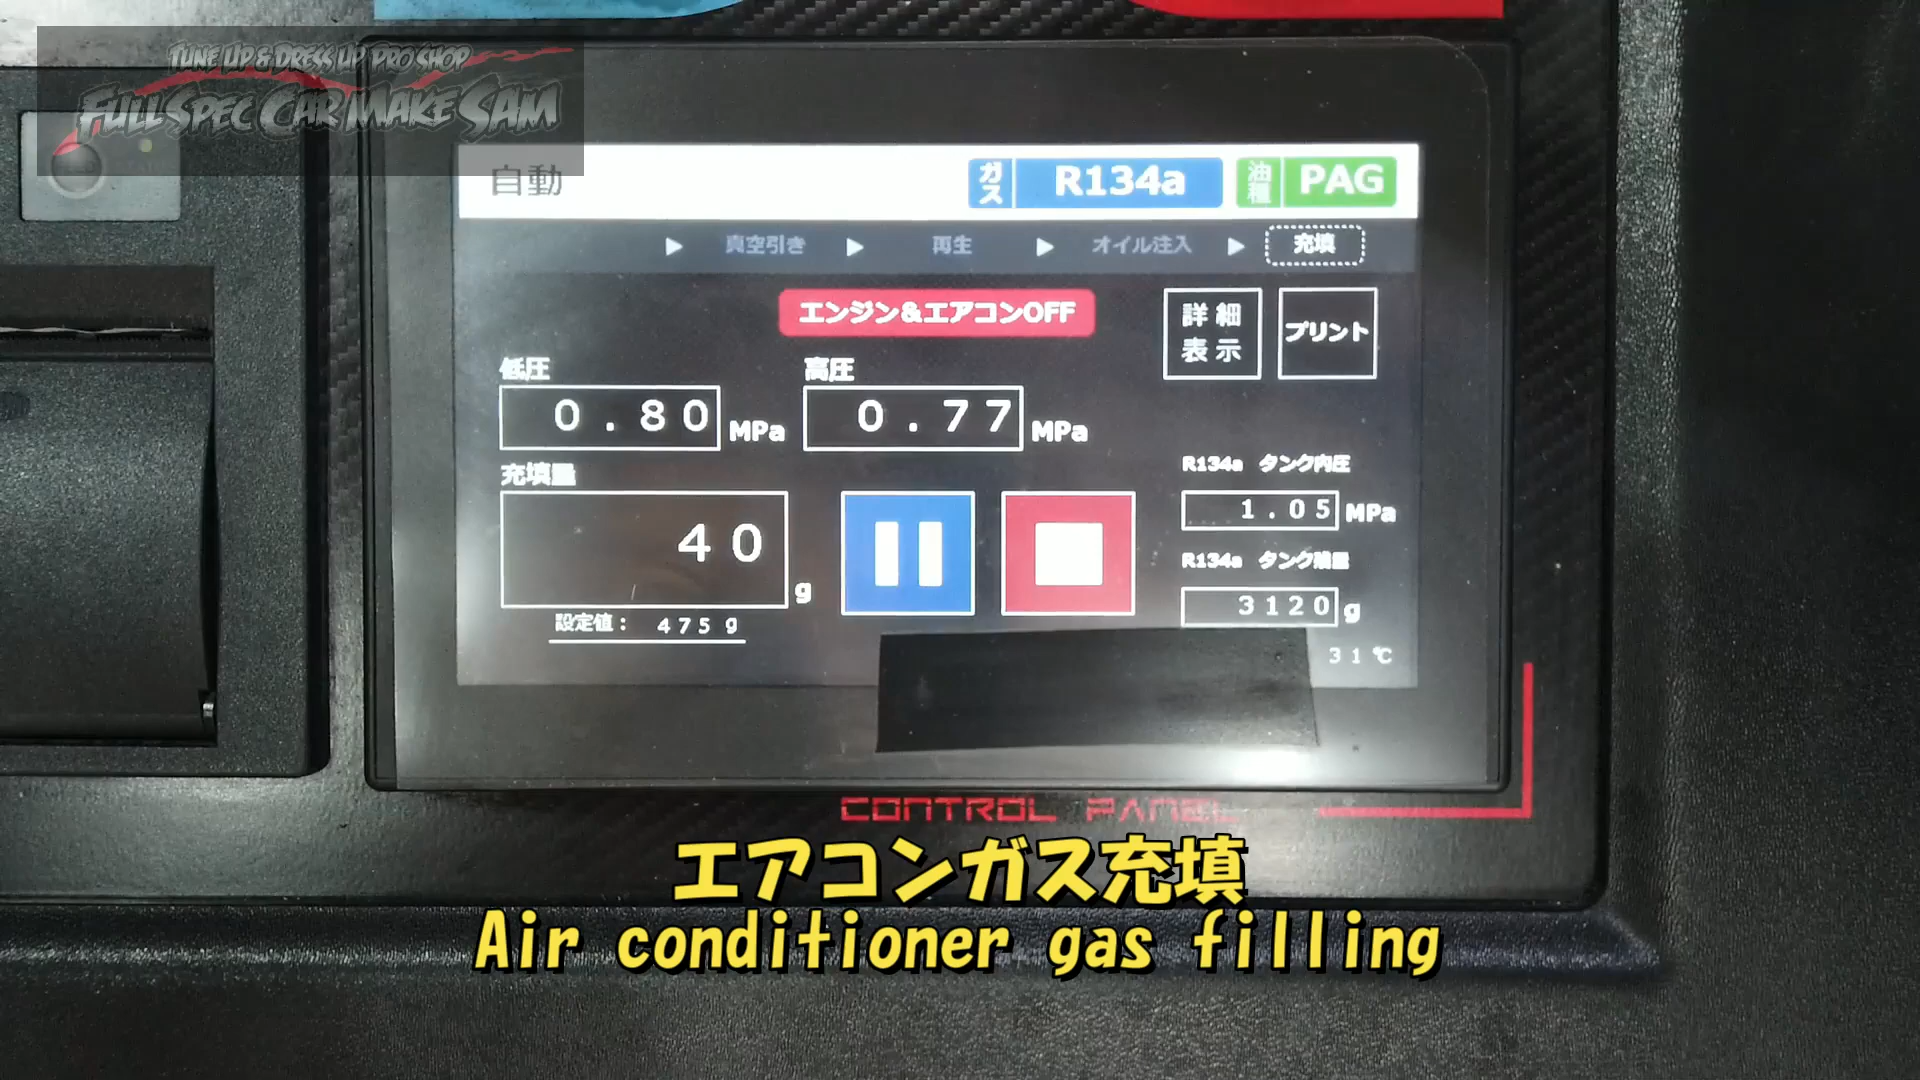 TUNE UP & DRESS UP PRO SHOP
FULL SPEC CAR MAKE SAM
自動
ガス R134a 油種 PAG
真空引き 再生 オイル注入 充填
エンジン&エアコンOFF
詳細表示 プリント
低圧 高圧
0.80 MPa 0.77 MPa
充填量
40 g
設定値: 475g
R134a タンク内圧
1.05 MPa
R134a タンク残量
3120 g
31℃
CONTROL PANEL
エアコンガス充填
Air conditioner gas filling